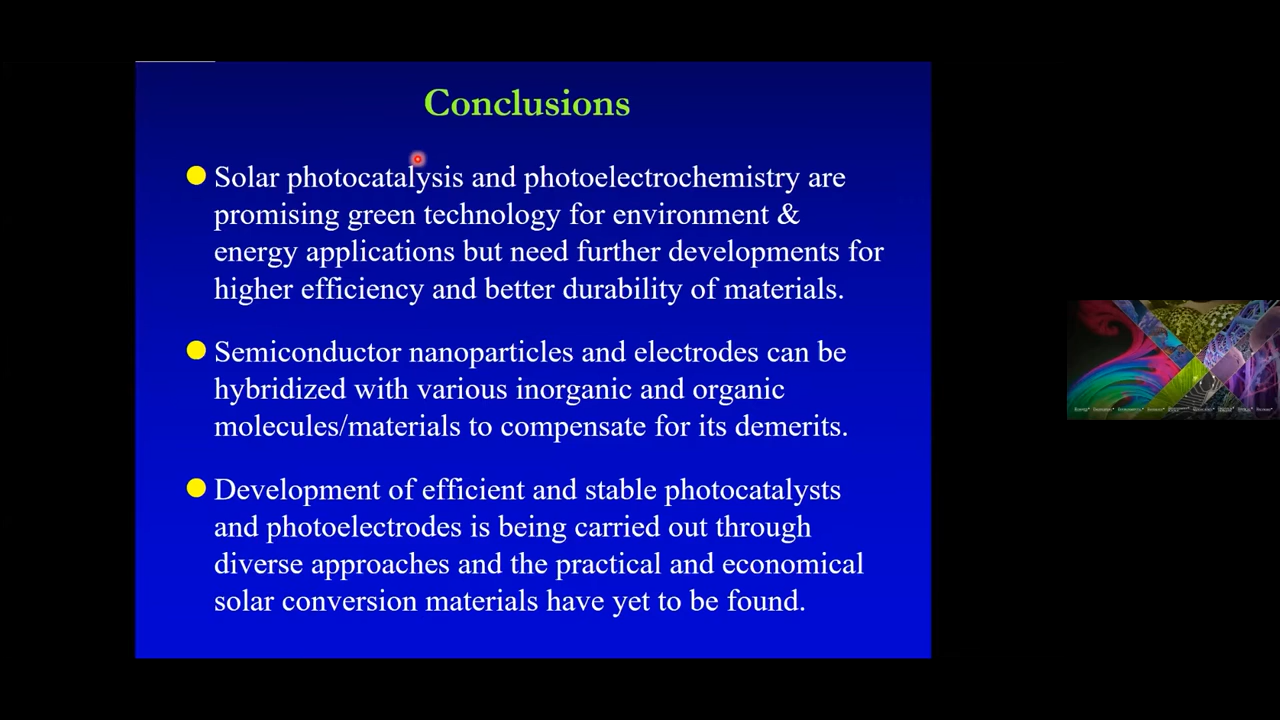 Conclusions
Solar photocatalysis and photoelectrochemistry are
promising green technology for environment &
energy applications but need further developments for
higher efficiency and better durability of materials.
Semiconductor nanoparticles and electrodes can be
hybridized with various inorganic and organic
molecules/materials to compensate for its demerits.
Development of efficient and stable photocatalysts
and photoelectrodes is being carried out through
diverse approaches and the practical and economical
solar conversion materials have yet to be found.